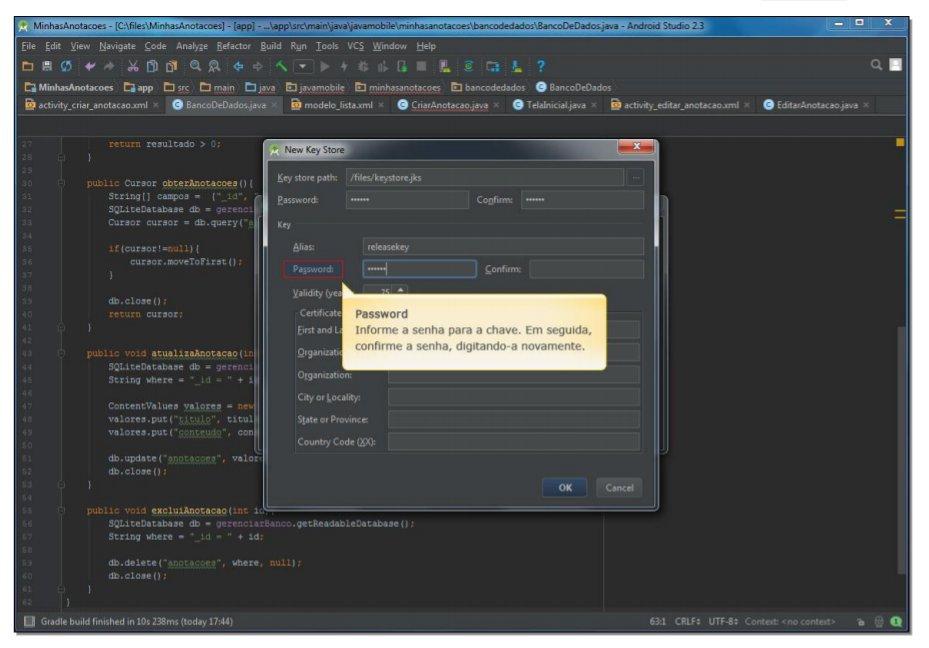 MinhasAnotacoes - [C:\files\MinhasAnotacoes] - [app] - ...\app\src\main\java\javamobile\minhasanotacoes\bancodedados\BancoDeDados.java - Android Studio 2.3
File Edit View Navigate Code Analyze Refactor Build Run Tools VCS Window Help
MinhasAnotacoes app src main java javamobile minhasanotacoes bancodedados BancoDeDados
activity_criar_anotacao.xml × BancoDeDados.java × modelo_lista.xml × CriarAnotacao.java × TelaInicial.java × activity_editar_anotacao.xml × EditarAnotacao.java ×
27 return resultado > 0;
28 }
29
30 public Cursor obterAnotacoes(){
31 String[] campos = {"_id", "
32 SQLiteDatabase db = gerenci
33 Cursor cursor = db.query("a
34
35 if(cursor!=null){
36 cursor.moveToFirst();
37 }
38
39 db.close();
40 return cursor;
41 }
42
43 public void atualizaAnotacao(in
44 SQLiteDatabase db = gerenci
45 String where = "_id = " + i
46
47 ContentValues valores = new
48 valores.put("titulo", titul
49 valores.put("conteudo", con
50
51 db.update("anotacoes", valor
52 db.close();
53 }
54
55 public void excluiAnotacao(int id){
56 SQLiteDatabase db = gerenciarBanco.getReadableDatabase();
57 String where = "_id = " + id;
58
59 db.delete("anotacoes", where, null);
60 db.close();
61 }
62 }
New Key Store
Key store path: /files/keystore.jks ...
Password: •••••• Confirm: ••••••
Key
Alias: releasekey
Password: •••••• Confirm:
Validity (yea 25
Certificate
First and La
Organizatio
Organization:
City or Locality:
State or Province:
Country Code (XX):
OK Cancel
Password
Informe a senha para a chave. Em seguida,
confirme a senha, digitando-a novamente.
Gradle build finished in 10s 238ms (today 17:44) 63:1 CRLF÷ UTF-8÷ Context: <no context>